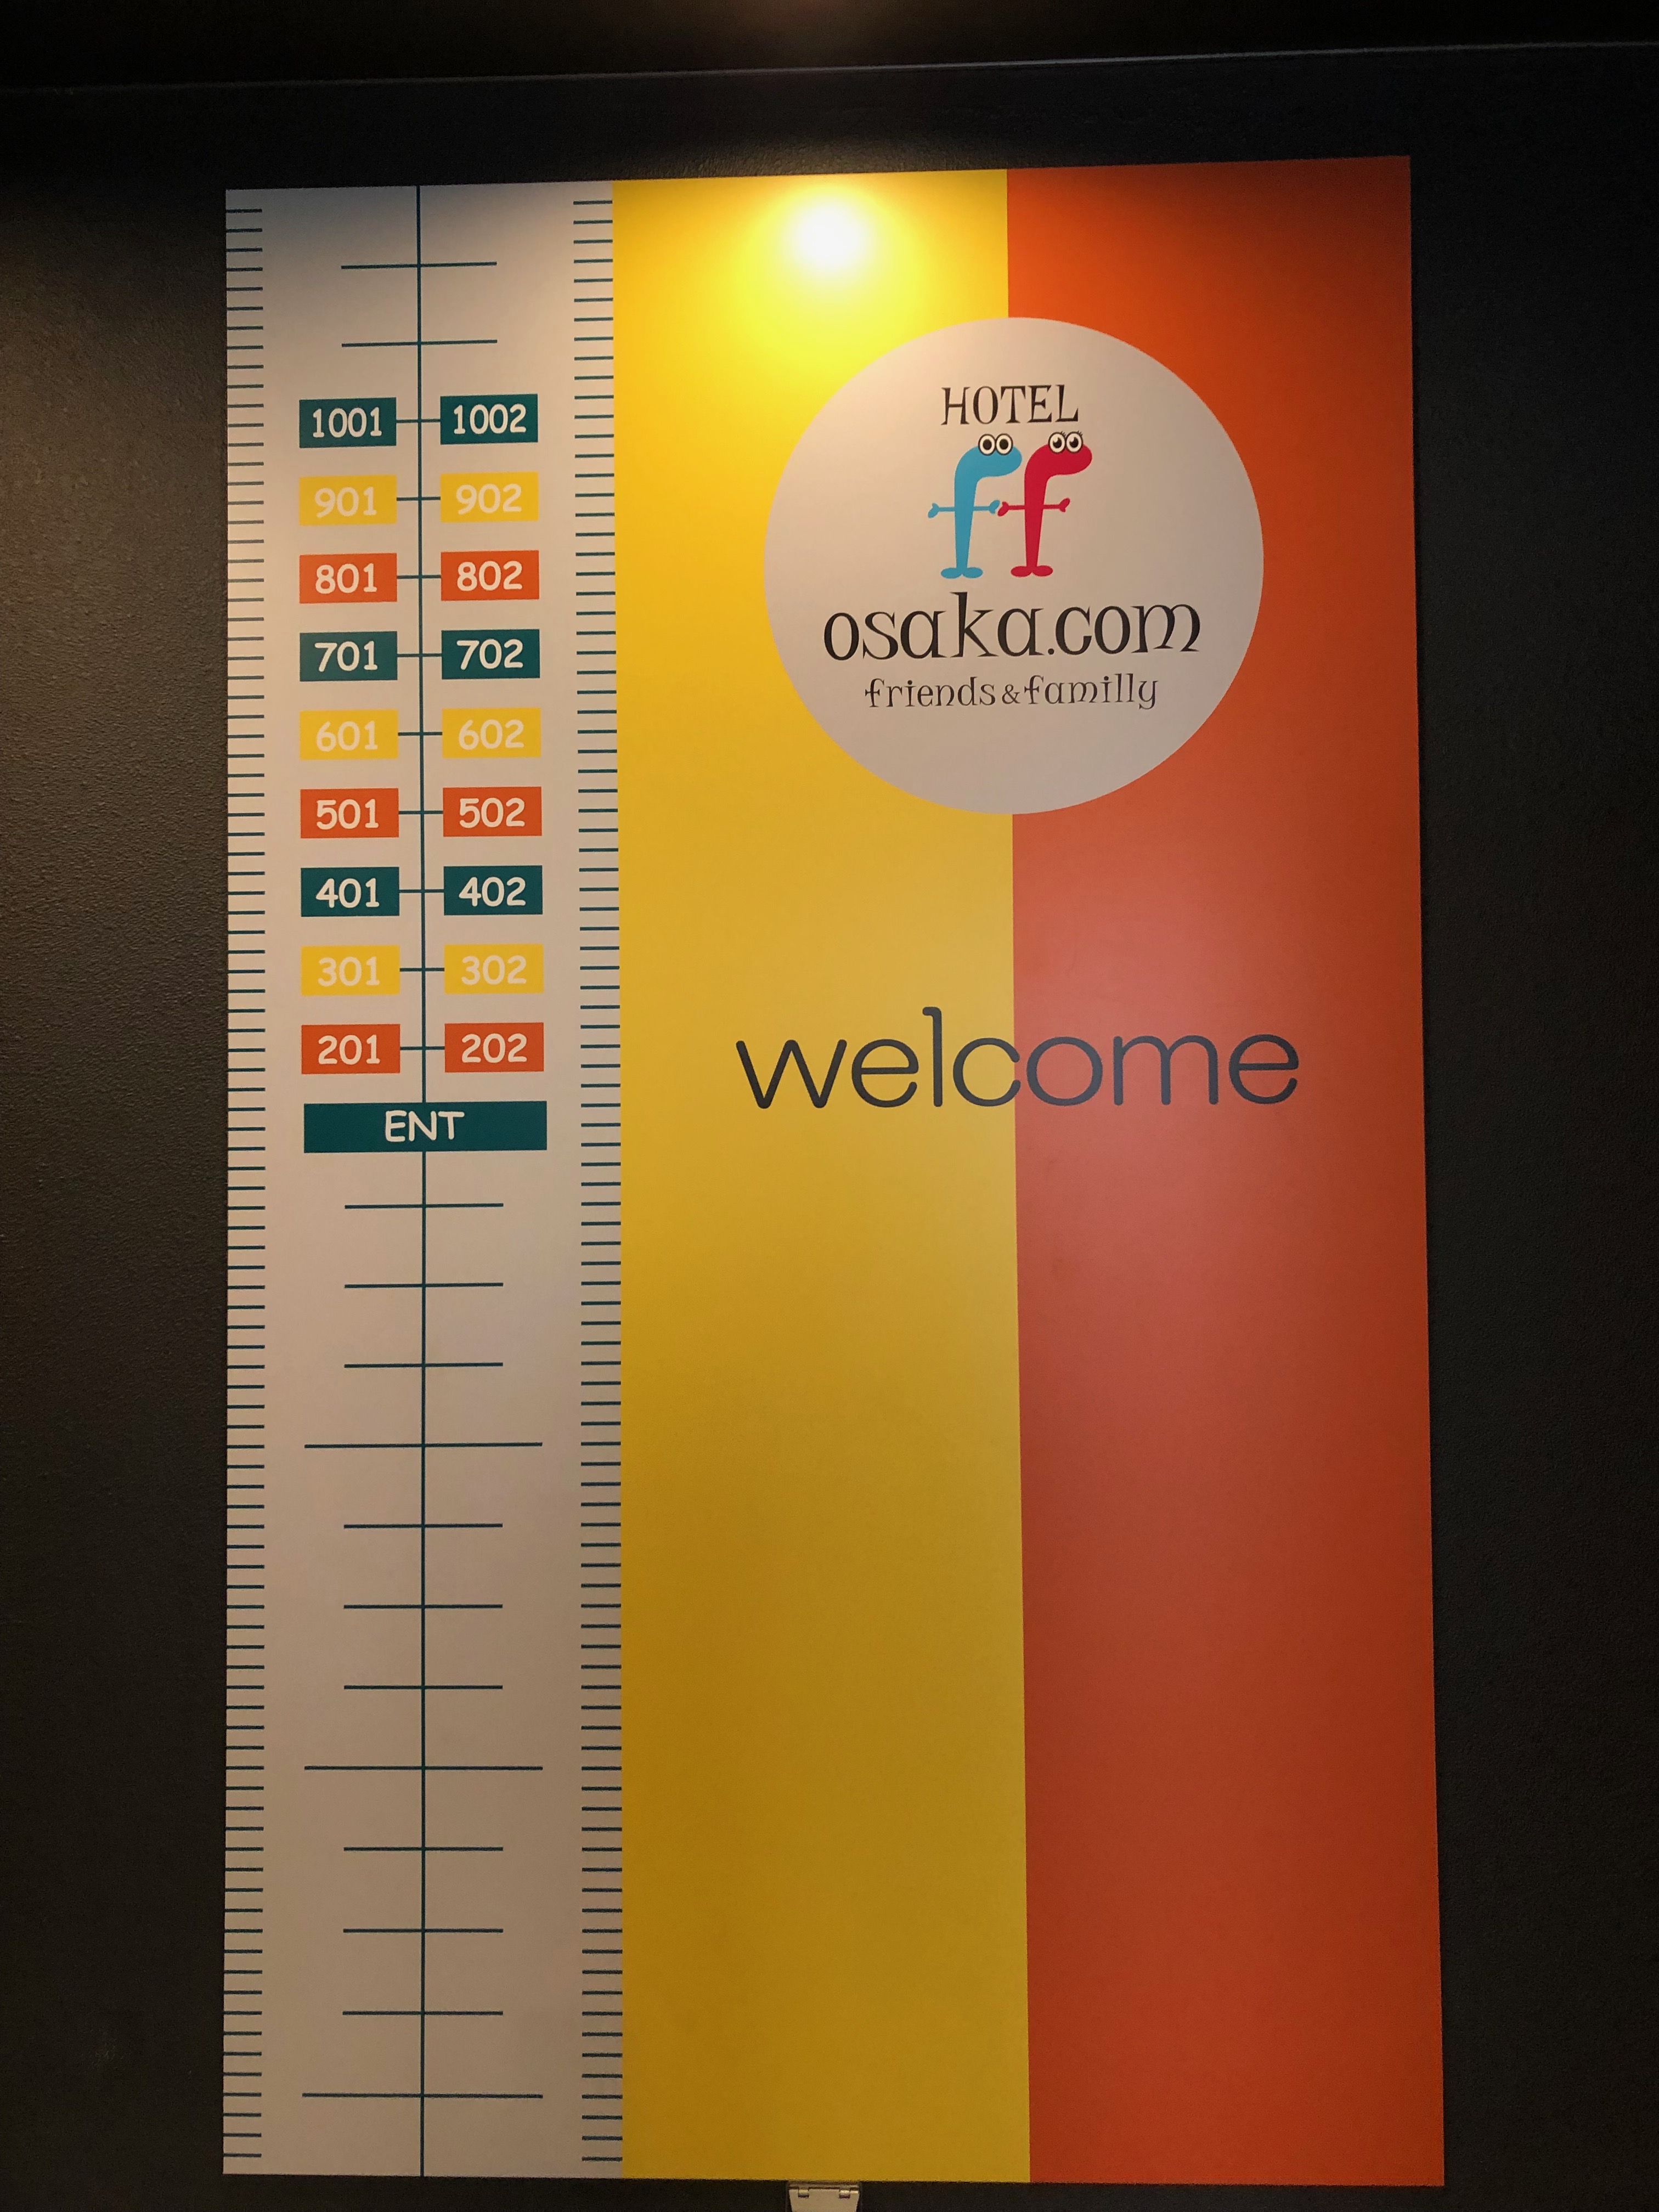 1001 1002
901 902
801 802
701 702
601 602
501 502
401 402
301 302
201 202
ENT
HOTEL
ff
osaka.com
friends&familly
welcome